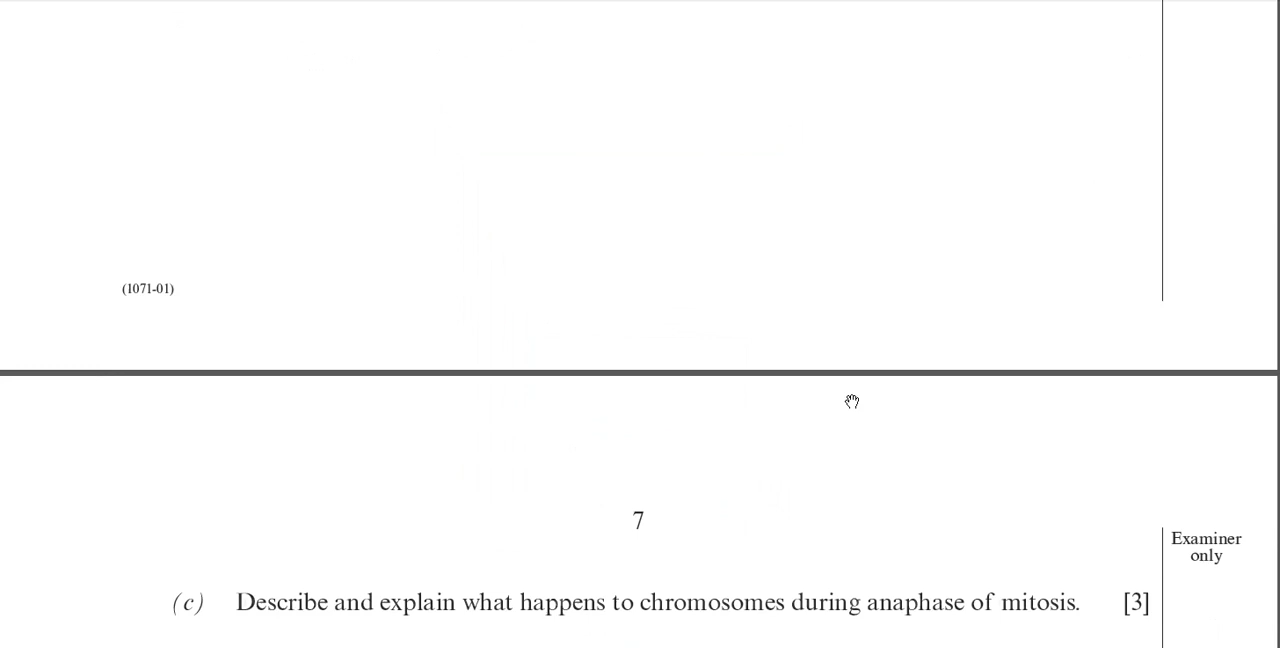 (1071-01)
7
Examiner
only
(c) Describe and explain what happens to chromosomes during anaphase of mitosis. [3]